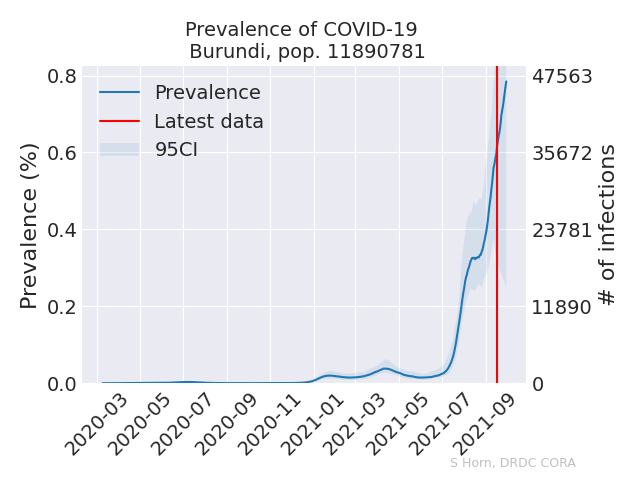 Prevalence of COVID-19
Burundi, pop. 11890781
Prevalence
Latest data
95CI
Prevalence (%)
0.8
0.6
0.4
0.2
0.0
47563
35672
23781
11890
0
# of infections
2020-03
2020-05
2020-07
2020-09
2020-11
2021-01
2021-03
2021-05
2021-07
2021-09
S Horn, DRDC CORA